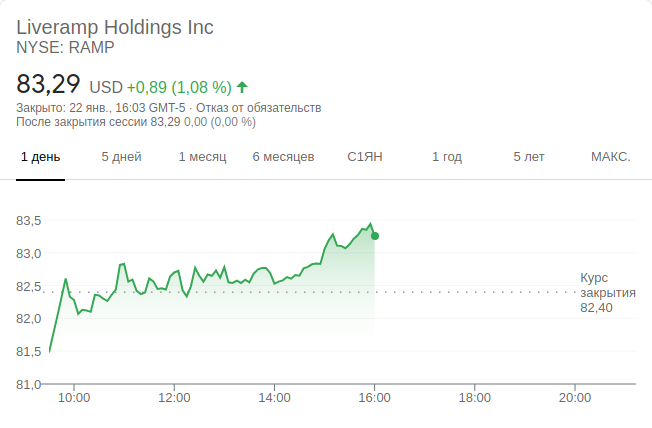 Liveramp Holdings Inc
NYSE: RAMP
83,29 USD +0,89 (1,08 %)
Закрыто: 22 янв., 16:03 GMT-5 · Отказ от обязательств
После закрытия сессии 83,29 0,00 (0,00 %)
1 день 5 дней 1 месяц 6 месяцев С1ЯН 1 год 5 лет МАКС.
83,5
83,0
82,5
82,0
81,5
81,0
Курс
закрытия
82,40
10:00 12:00 14:00 16:00 18:00 20:00